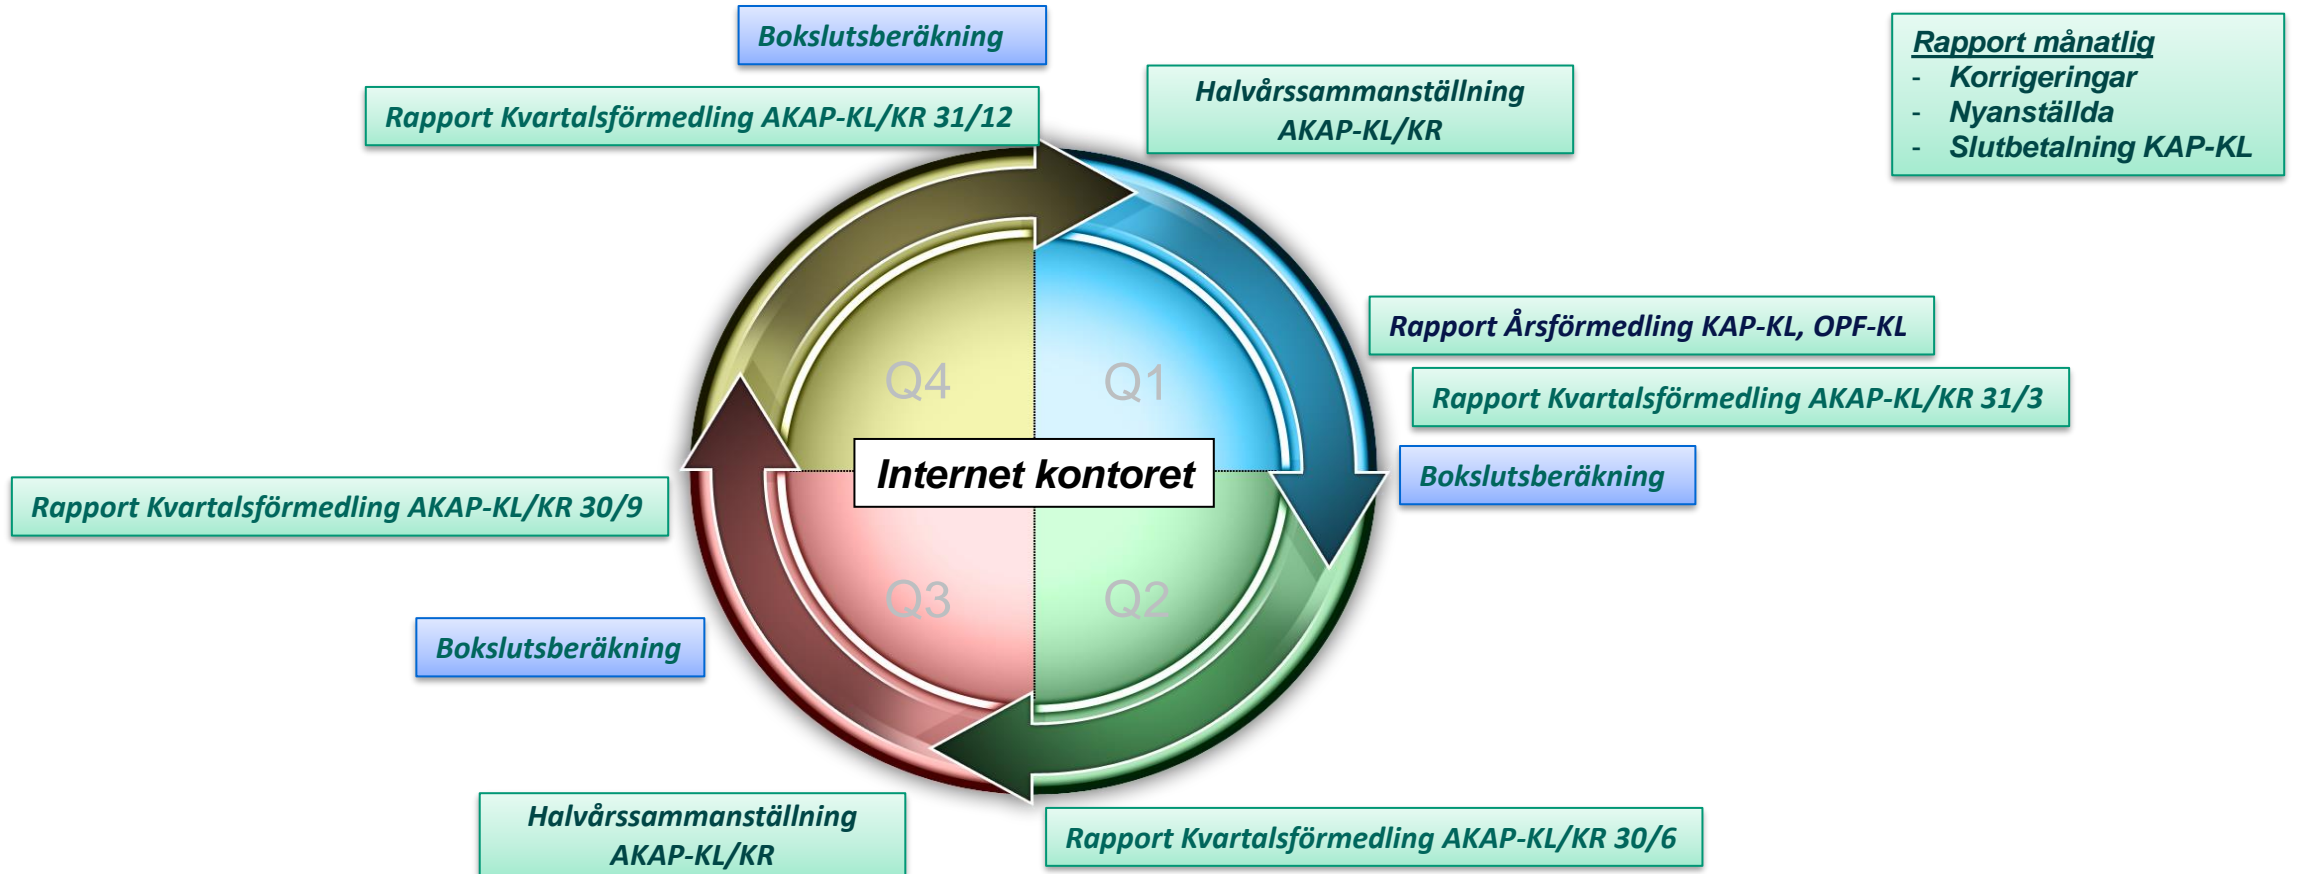 Bokslutsberäkning
Rapport Kvartalsförmedling AKAP-KL/KR 31/12
Halvårssammanställning
AKAP-KL/KR
Rapport månatlig
- Korrigeringar
- Nyanställda
- Slutbetalning KAP-KL
Rapport Årsförmedling KAP-KL, OPF-KL
Q4
Q1
Rapport Kvartalsförmedling AKAP-KL/KR 31/3
Internet kontoret
Bokslutsberäkning
Rapport Kvartalsförmedling AKAP-KL/KR 30/9
Q3
Q2
Bokslutsberäkning
Halvårssammanställning
AKAP-KL/KR
Rapport Kvartalsförmedling AKAP-KL/KR 30/6